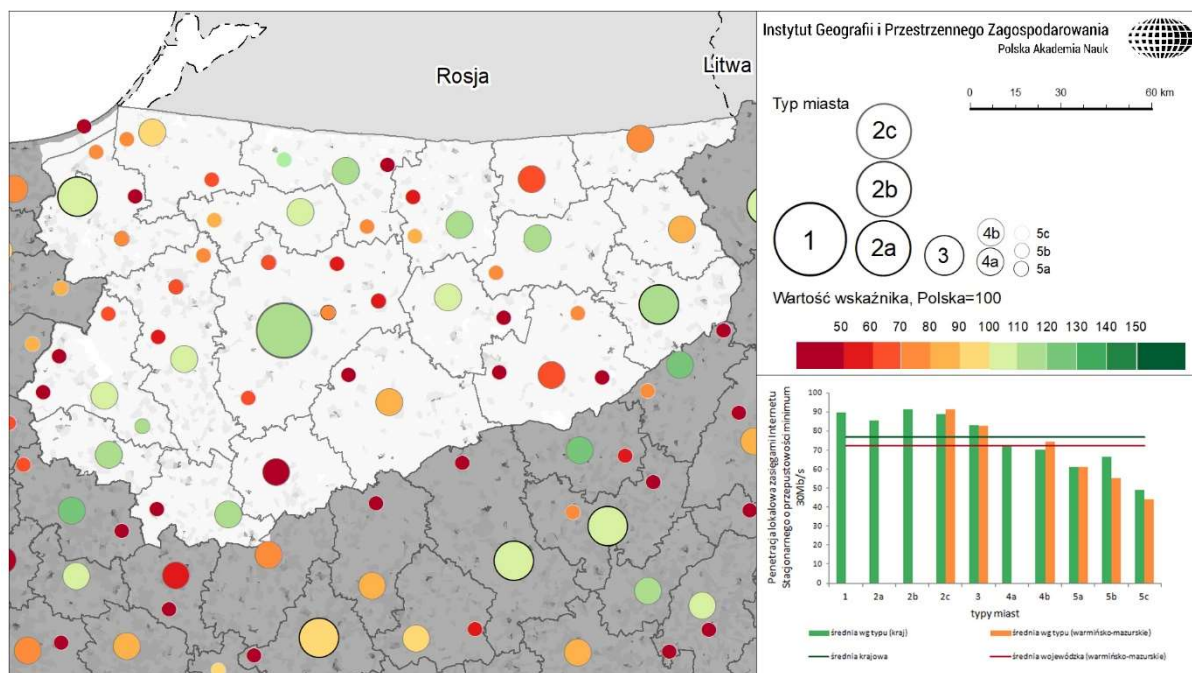 Rosja
Litwa
Instytut Geografii i Przestrzennego Zagospodarowania
Polska Akademia Nauk
0 15 30 60 km
Typ miasta
2c
2b
1
2a
3
4b
4a
5c
5b
5a
Wartość wskaźnika, Polska=100
50 60 70 80 90 100 110 120 130 140 150
Penetracja lokalowa zasięgami Internetu
Stacjonarnego o przepustowości minimum
30Mb/s
100
90
80
70
60
50
40
30
20
10
0
1 2a 2b 2c 3 4a 4b 5a 5b 5c
typy miast
średnia wg typu (kraj)
średnia wg typu (warmińsko-mazurskie)
średnia krajowa
średnia wojewódzka (warmińsko-mazurskie)